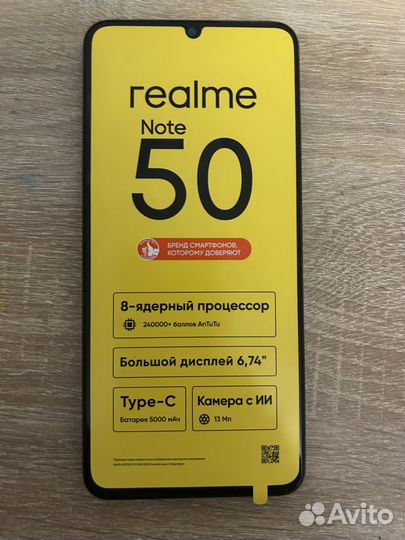 realme
Note
50
БРЕНД СМАРТФОНОВ,
КОТОРОМУ ДОВЕРЯЮТ
8-ядерный процессор
240000+ баллов AnTuTu
Большой дисплей 6,74"
Type-C
Батарея 5000 мАч
Камера с ИИ
13 Мп
Avito